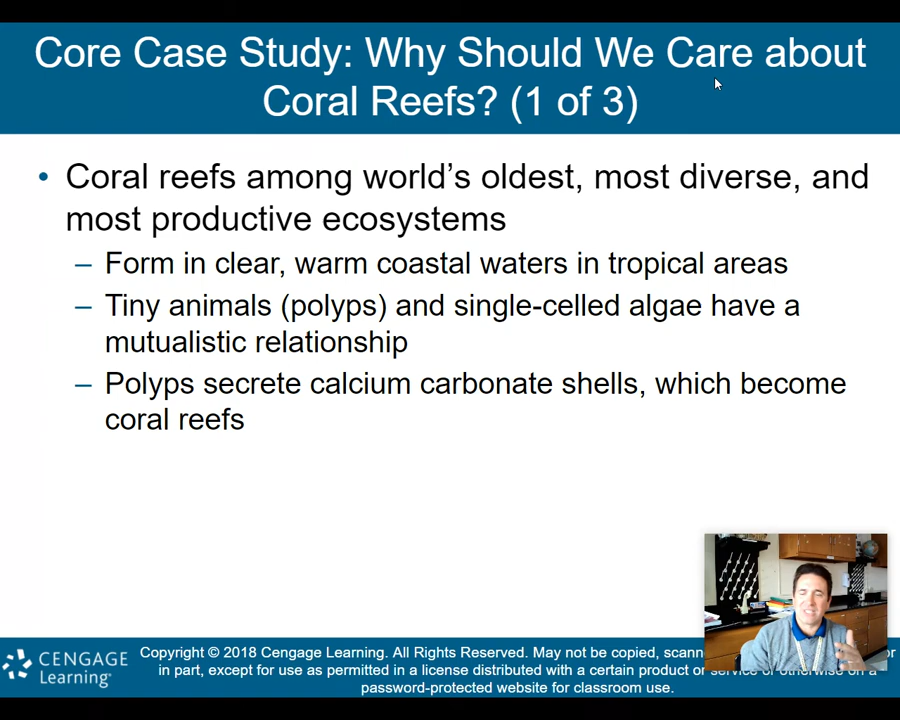 Core Case Study: Why Should We Care about
Coral Reefs? (1 of 3)
• Coral reefs among world's oldest, most diverse, and
most productive ecosystems
– Form in clear, warm coastal waters in tropical areas
– Tiny animals (polyps) and single-celled algae have a
mutualistic relationship
– Polyps secrete calcium carbonate shells, which become
coral reefs
CENGAGE
Learning
Copyright © 2018 Cengage Learning. All Rights Reserved. May not be copied, or
in part, except for use as permitted in a license distributed with a certain product or service or otherwise on a
password-protected website for classroom use.